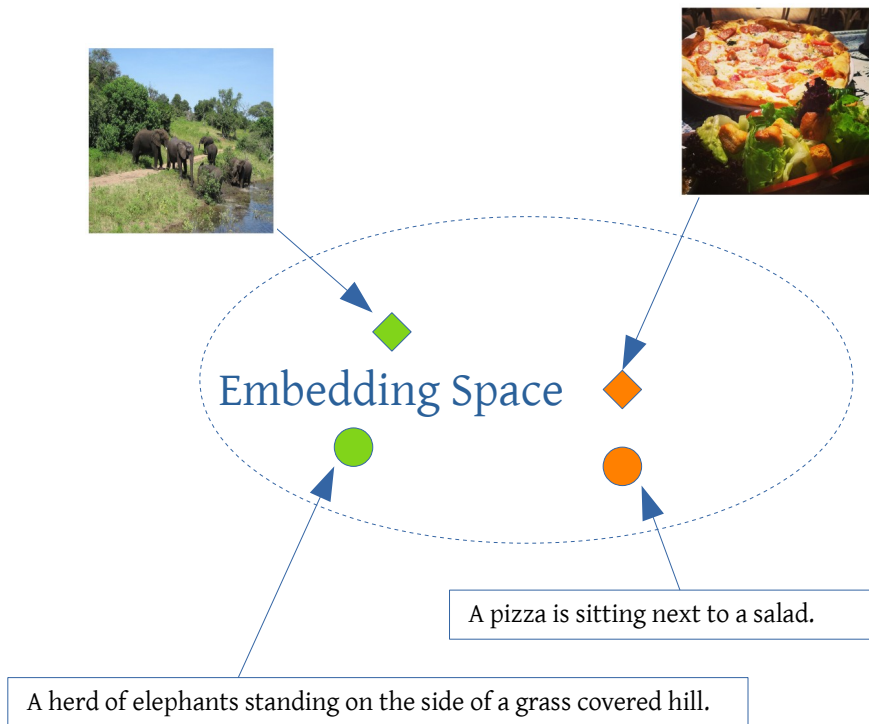 Embedding Space
A pizza is sitting next to a salad.
A herd of elephants standing on the side of a grass covered hill.